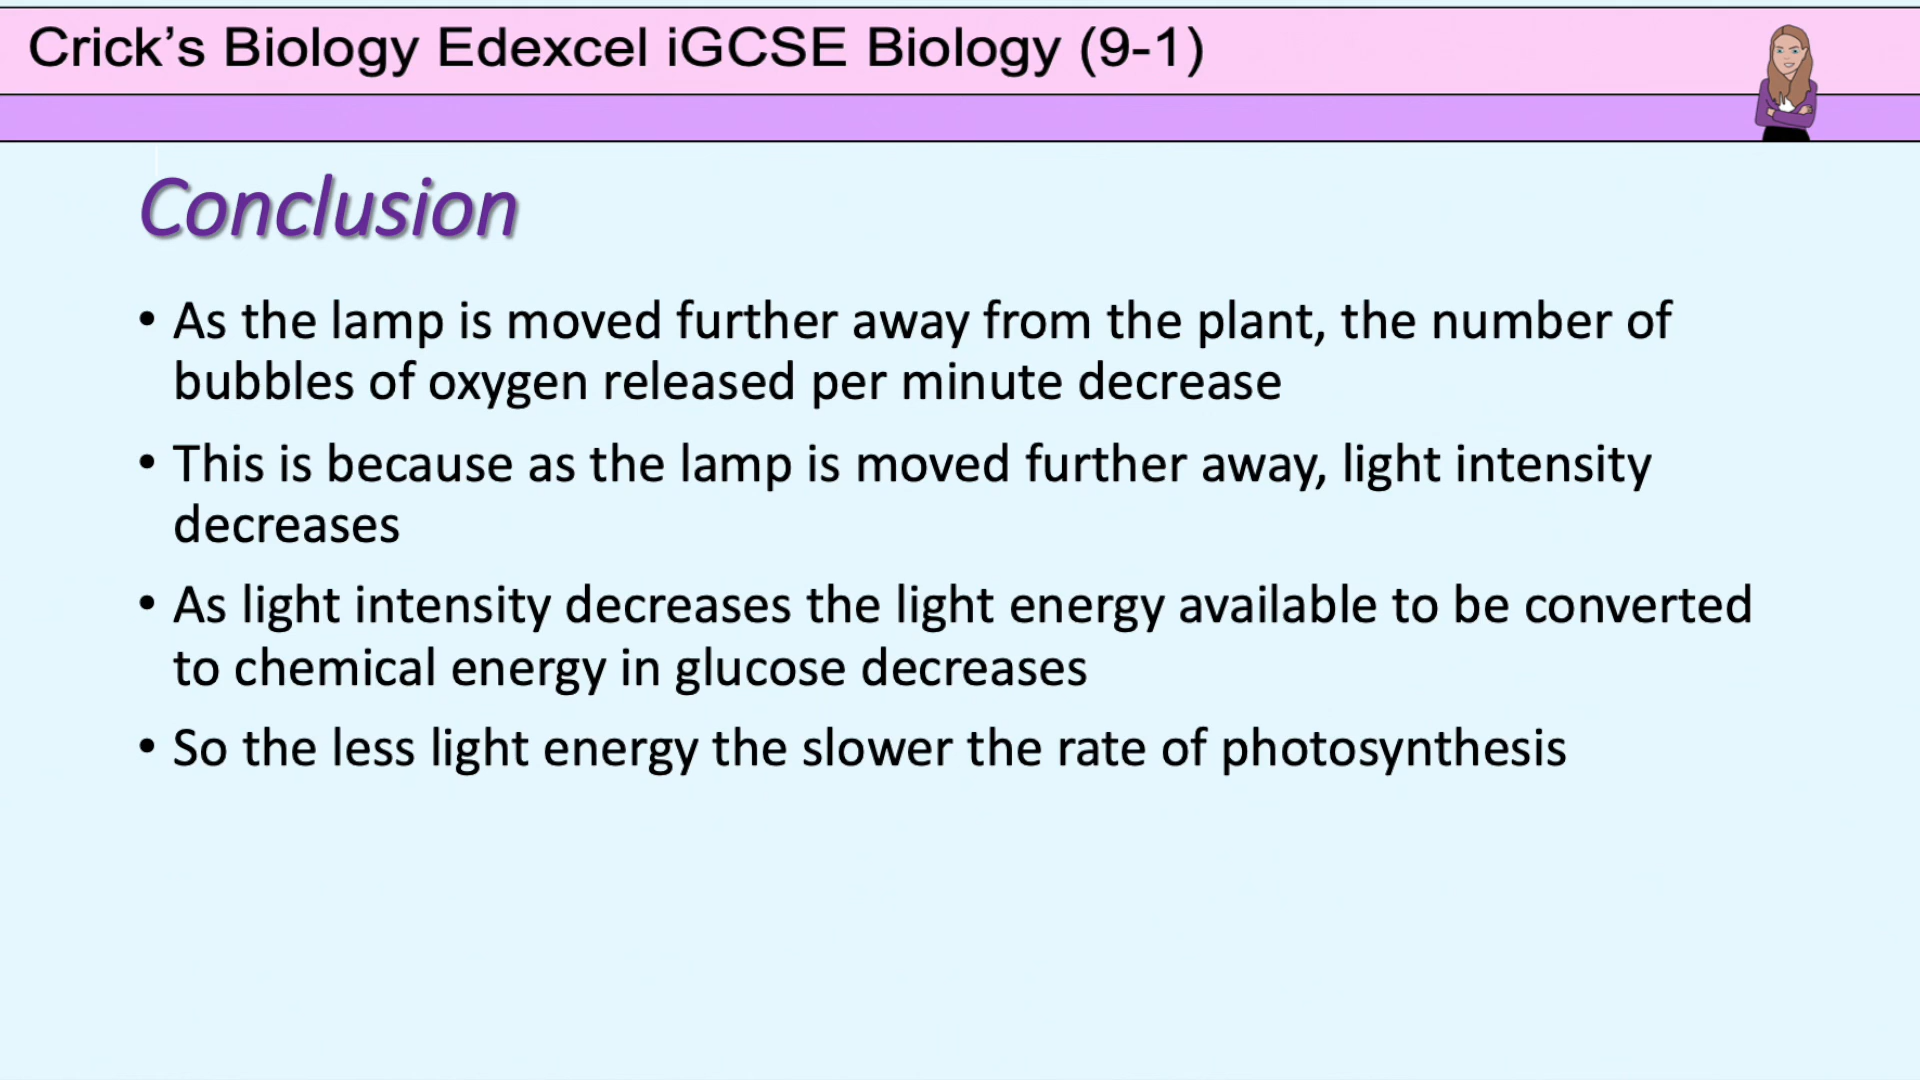 Crick’s Biology Edexcel iGCSE Biology (9-1)
Conclusion
• As the lamp is moved further away from the plant, the number of
bubbles of oxygen released per minute decrease
• This is because as the lamp is moved further away, light intensity
decreases
• As light intensity decreases the light energy available to be converted
to chemical energy in glucose decreases
• So the less light energy the slower the rate of photosynthesis